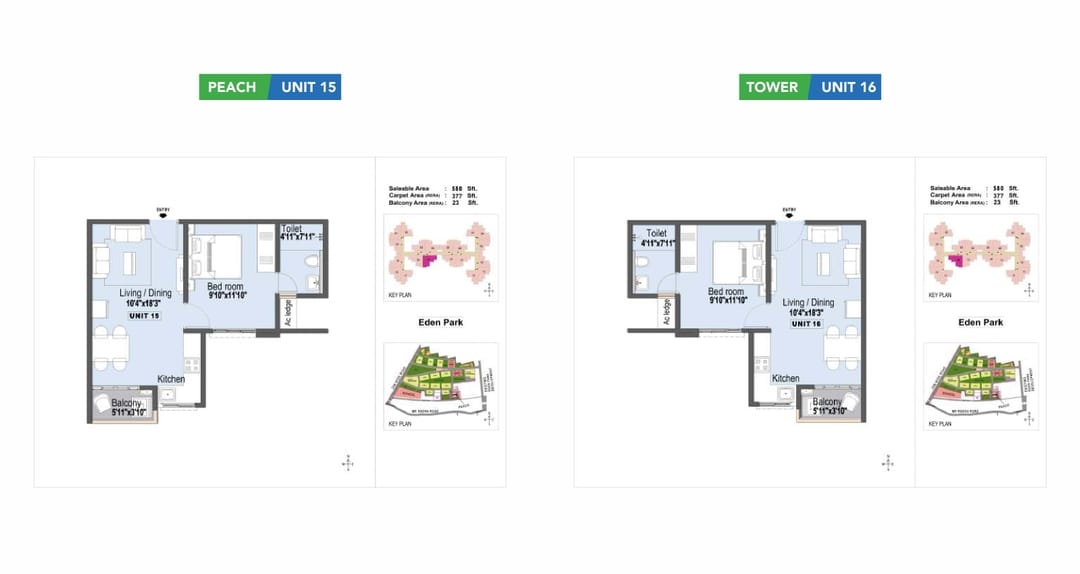 PEACH UNIT 15
Saleable Area : 580 Sft.
Carpet Area (RERA) : 377 Sft.
Balcony Area (RERA) : 23 Sft.
ENTRY
Toilet
4'11"x7'11"
Bed room
9'10"x11'10"
Living / Dining
10'4"x18'3"
UNIT 15
Ac ledge
Kitchen
Balcony
5'11"x3'10"
KEY PLAN
Eden Park
KEY PLAN
TOWER UNIT 16
Saleable Area : 580 Sft.
Carpet Area (RERA) : 377 Sft.
Balcony Area (RERA) : 23 Sft.
ENTRY
Toilet
4'11"x7'11"
Bed room
9'10"x11'10"
Living / Dining
10'4"x18'3"
UNIT 16
Ac ledge
Kitchen
Balcony
5'11"x3'10"
KEY PLAN
Eden Park
KEY PLAN